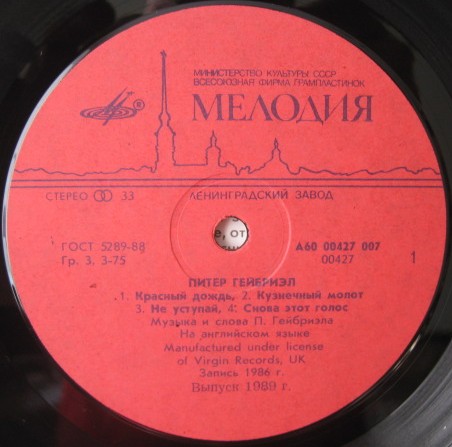 МИНИСТЕРСТВО КУЛЬТУРЫ СССР
ВСЕСОЮЗНАЯ ФИРМА ГРАМПЛАСТИНОК
МЕЛОДИЯ
СТЕРЕО 33 ЛЕНИНГРАДСКИЙ ЗАВОД
ГОСТ 5289-88
Гр. 3, 3-75
е, от
А60 00427 007
00427
1
ПИТЕР ГЕЙБРИЭЛ
1. Красный дождь, 2. Кузнечный молот
3. Не уступай, 4. Снова этот голос
Музыка и слова П. Гейбриэла
На английском языке
Manufactured under license
of Virgin Records, UK
Запись 1986 г.
Выпуск 1989 г.